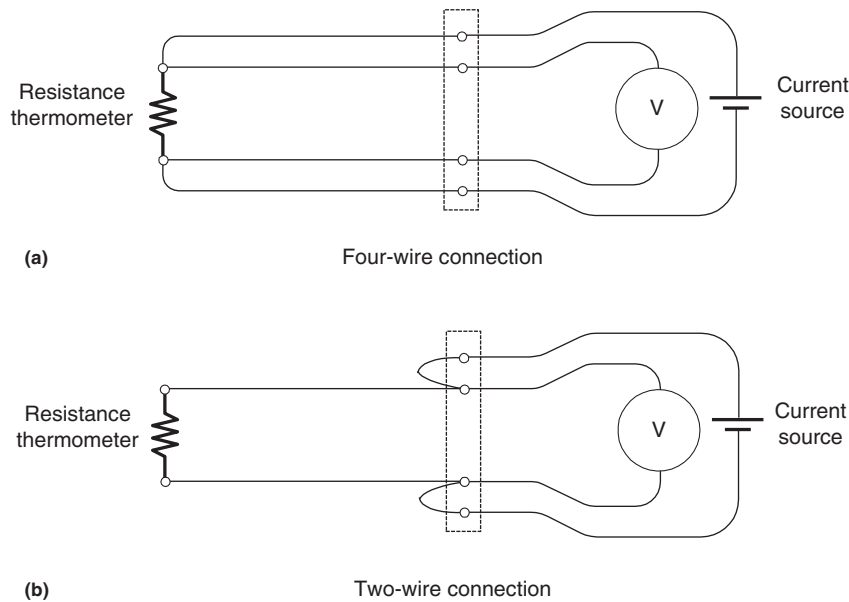 Resistance
thermometer
V
Current
source
(a)
Four-wire connection
Resistance
thermometer
V
Current
source
(b)
Two-wire connection